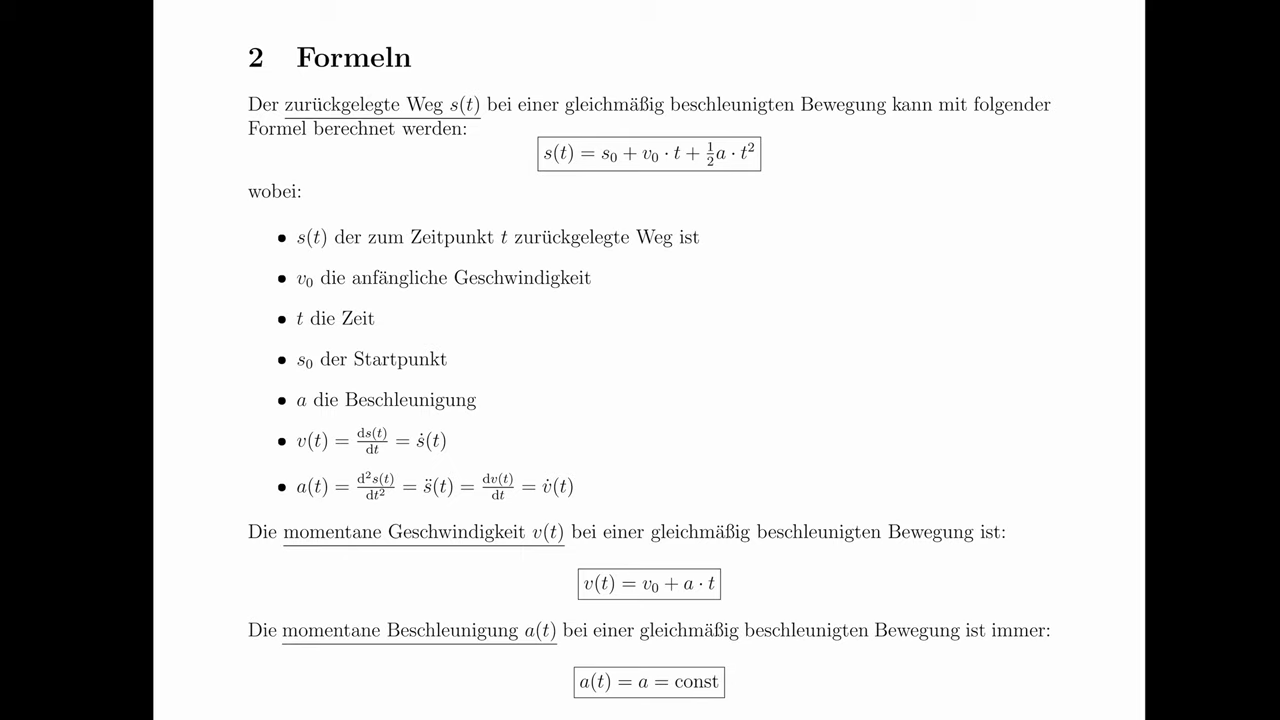 2 Formeln
Der zurückgelegte Weg s(t) bei einer gleichmäßig beschleunigten Bewegung kann mit folgender
Formel berechnet werden:
s(t) = s₀ + v₀ · t + ½a · t²
wobei:
• s(t) der zum Zeitpunkt t zurückgelegte Weg ist
• v₀ die anfängliche Geschwindigkeit
• t die Zeit
• s₀ der Startpunkt
• a die Beschleunigung
• v(t) = ds(t)/dt = ṡ(t)
• a(t) = d²s(t)/dt² = s̈(t) = dv(t)/dt = v̇(t)
Die momentane Geschwindigkeit v(t) bei einer gleichmäßig beschleunigten Bewegung ist:
v(t) = v₀ + a · t
Die momentane Beschleunigung a(t) bei einer gleichmäßig beschleunigten Bewegung ist immer:
a(t) = a = const